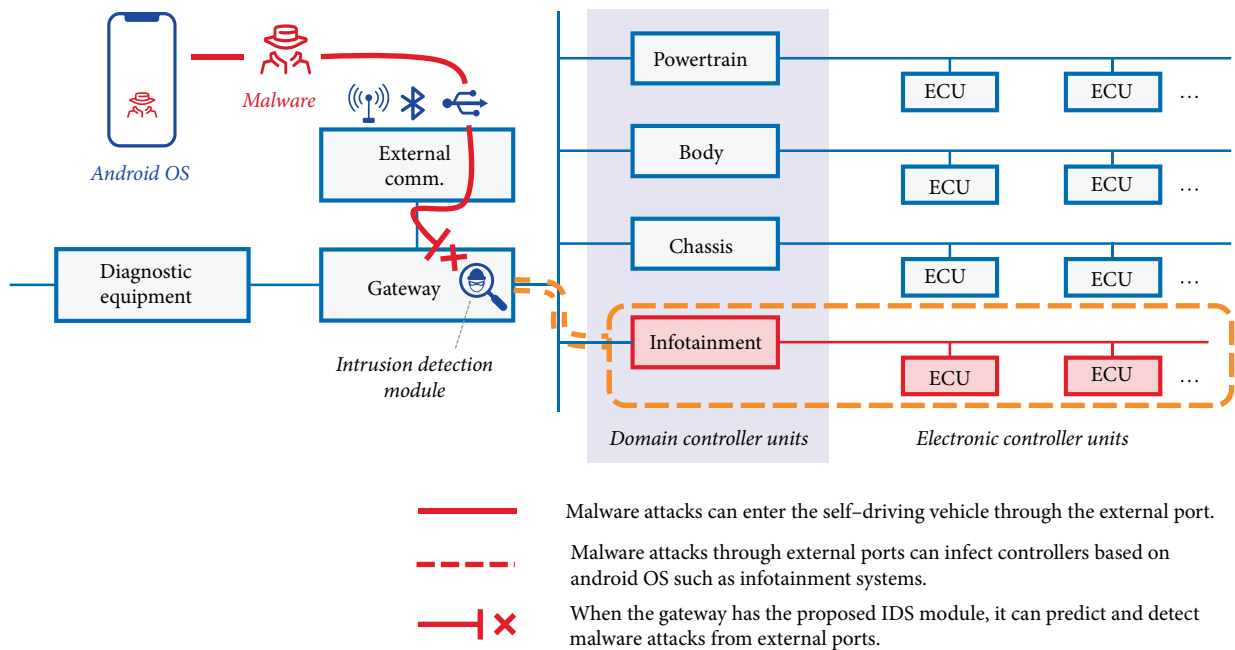 Malware
Android OS
External
comm.
Diagnostic
equipment
Gateway
Intrusion detection
module
Powertrain
ECU
ECU
...
Body
ECU
ECU
...
Chassis
ECU
ECU
...
Infotainment
ECU
ECU
...
Domain controller units
Electronic controller units
Malware attacks can enter the self–driving vehicle through the external port.
Malware attacks through external ports can infect controllers based on
android OS such as infotainment systems.
When the gateway has the proposed IDS module, it can predict and detect
malware attacks from external ports.